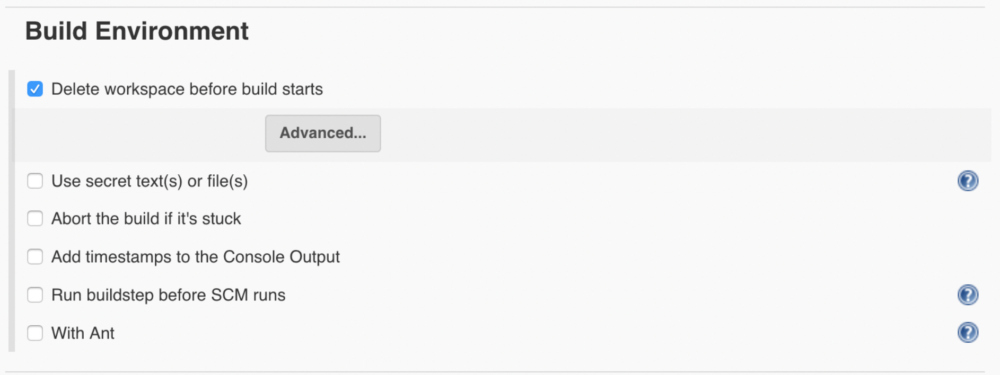 Build Environment
Delete workspace before build starts
Advanced...
Use secret text(s) or file(s)
?
Abort the build if it's stuck
Add timestamps to the Console Output
Run buildstep before SCM runs
?
With Ant
?